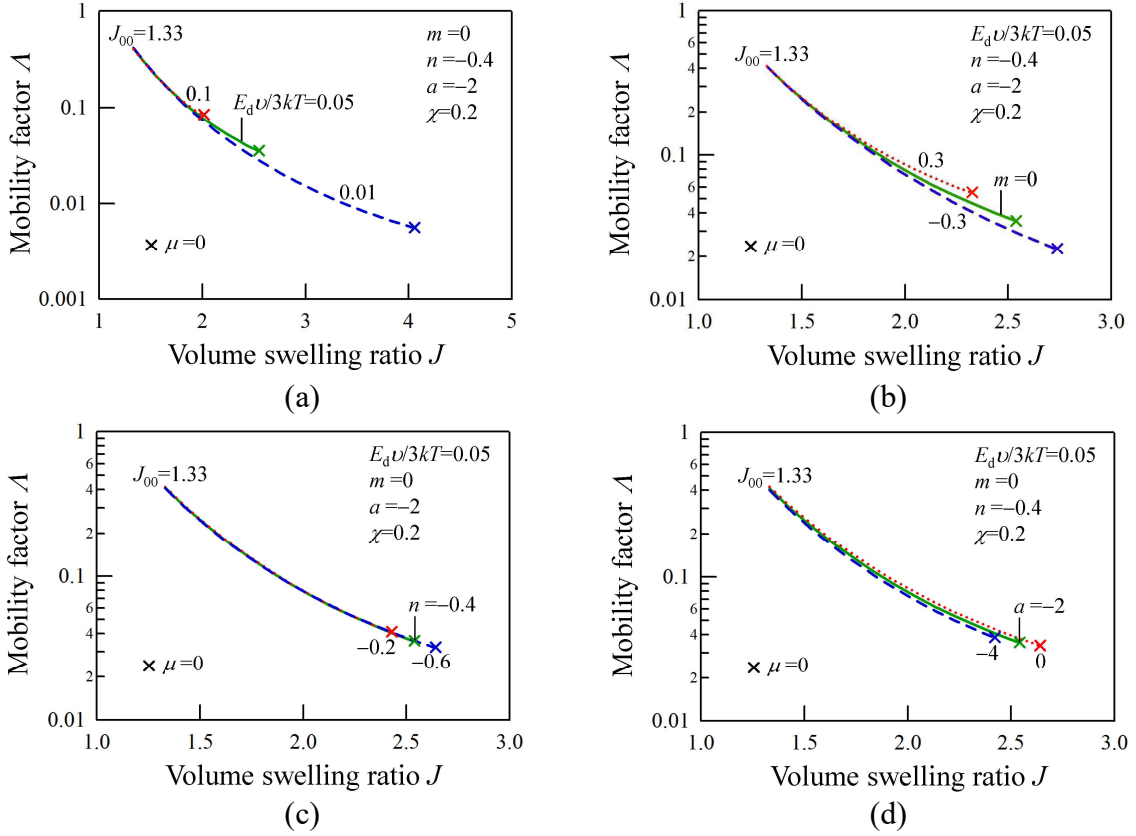 Mobility factor Λ
1
0.1
0.01
0.001
J00=1.33
0.1
Edυ/3kT=0.05
0.01
m=0
n=−0.4
a=−2
χ=0.2
× μ=0
1 2 3 4 5
Volume swelling ratio J
(a)
Mobility factor Λ
1
6
4
2
0.1
6
4
2
0.01
J00=1.33
0.3
m=0
−0.3
Edυ/3kT=0.05
n=−0.4
a=−2
χ=0.2
× μ=0
1.0 1.5 2.0 2.5 3.0
Volume swelling ratio J
(b)
Mobility factor Λ
1
6
4
2
0.1
6
4
2
0.01
J00=1.33
Edυ/3kT=0.05
m=0
a=−2
χ=0.2
n=−0.4
−0.2
−0.6
× μ=0
1.0 1.5 2.0 2.5 3.0
Volume swelling ratio J
(c)
Mobility factor Λ
1
6
4
2
0.1
6
4
2
0.01
J00=1.33
Edυ/3kT=0.05
m=0
n=−0.4
χ=0.2
a=−2
−4
0
× μ=0
1.0 1.5 2.0 2.5 3.0
Volume swelling ratio J
(d)